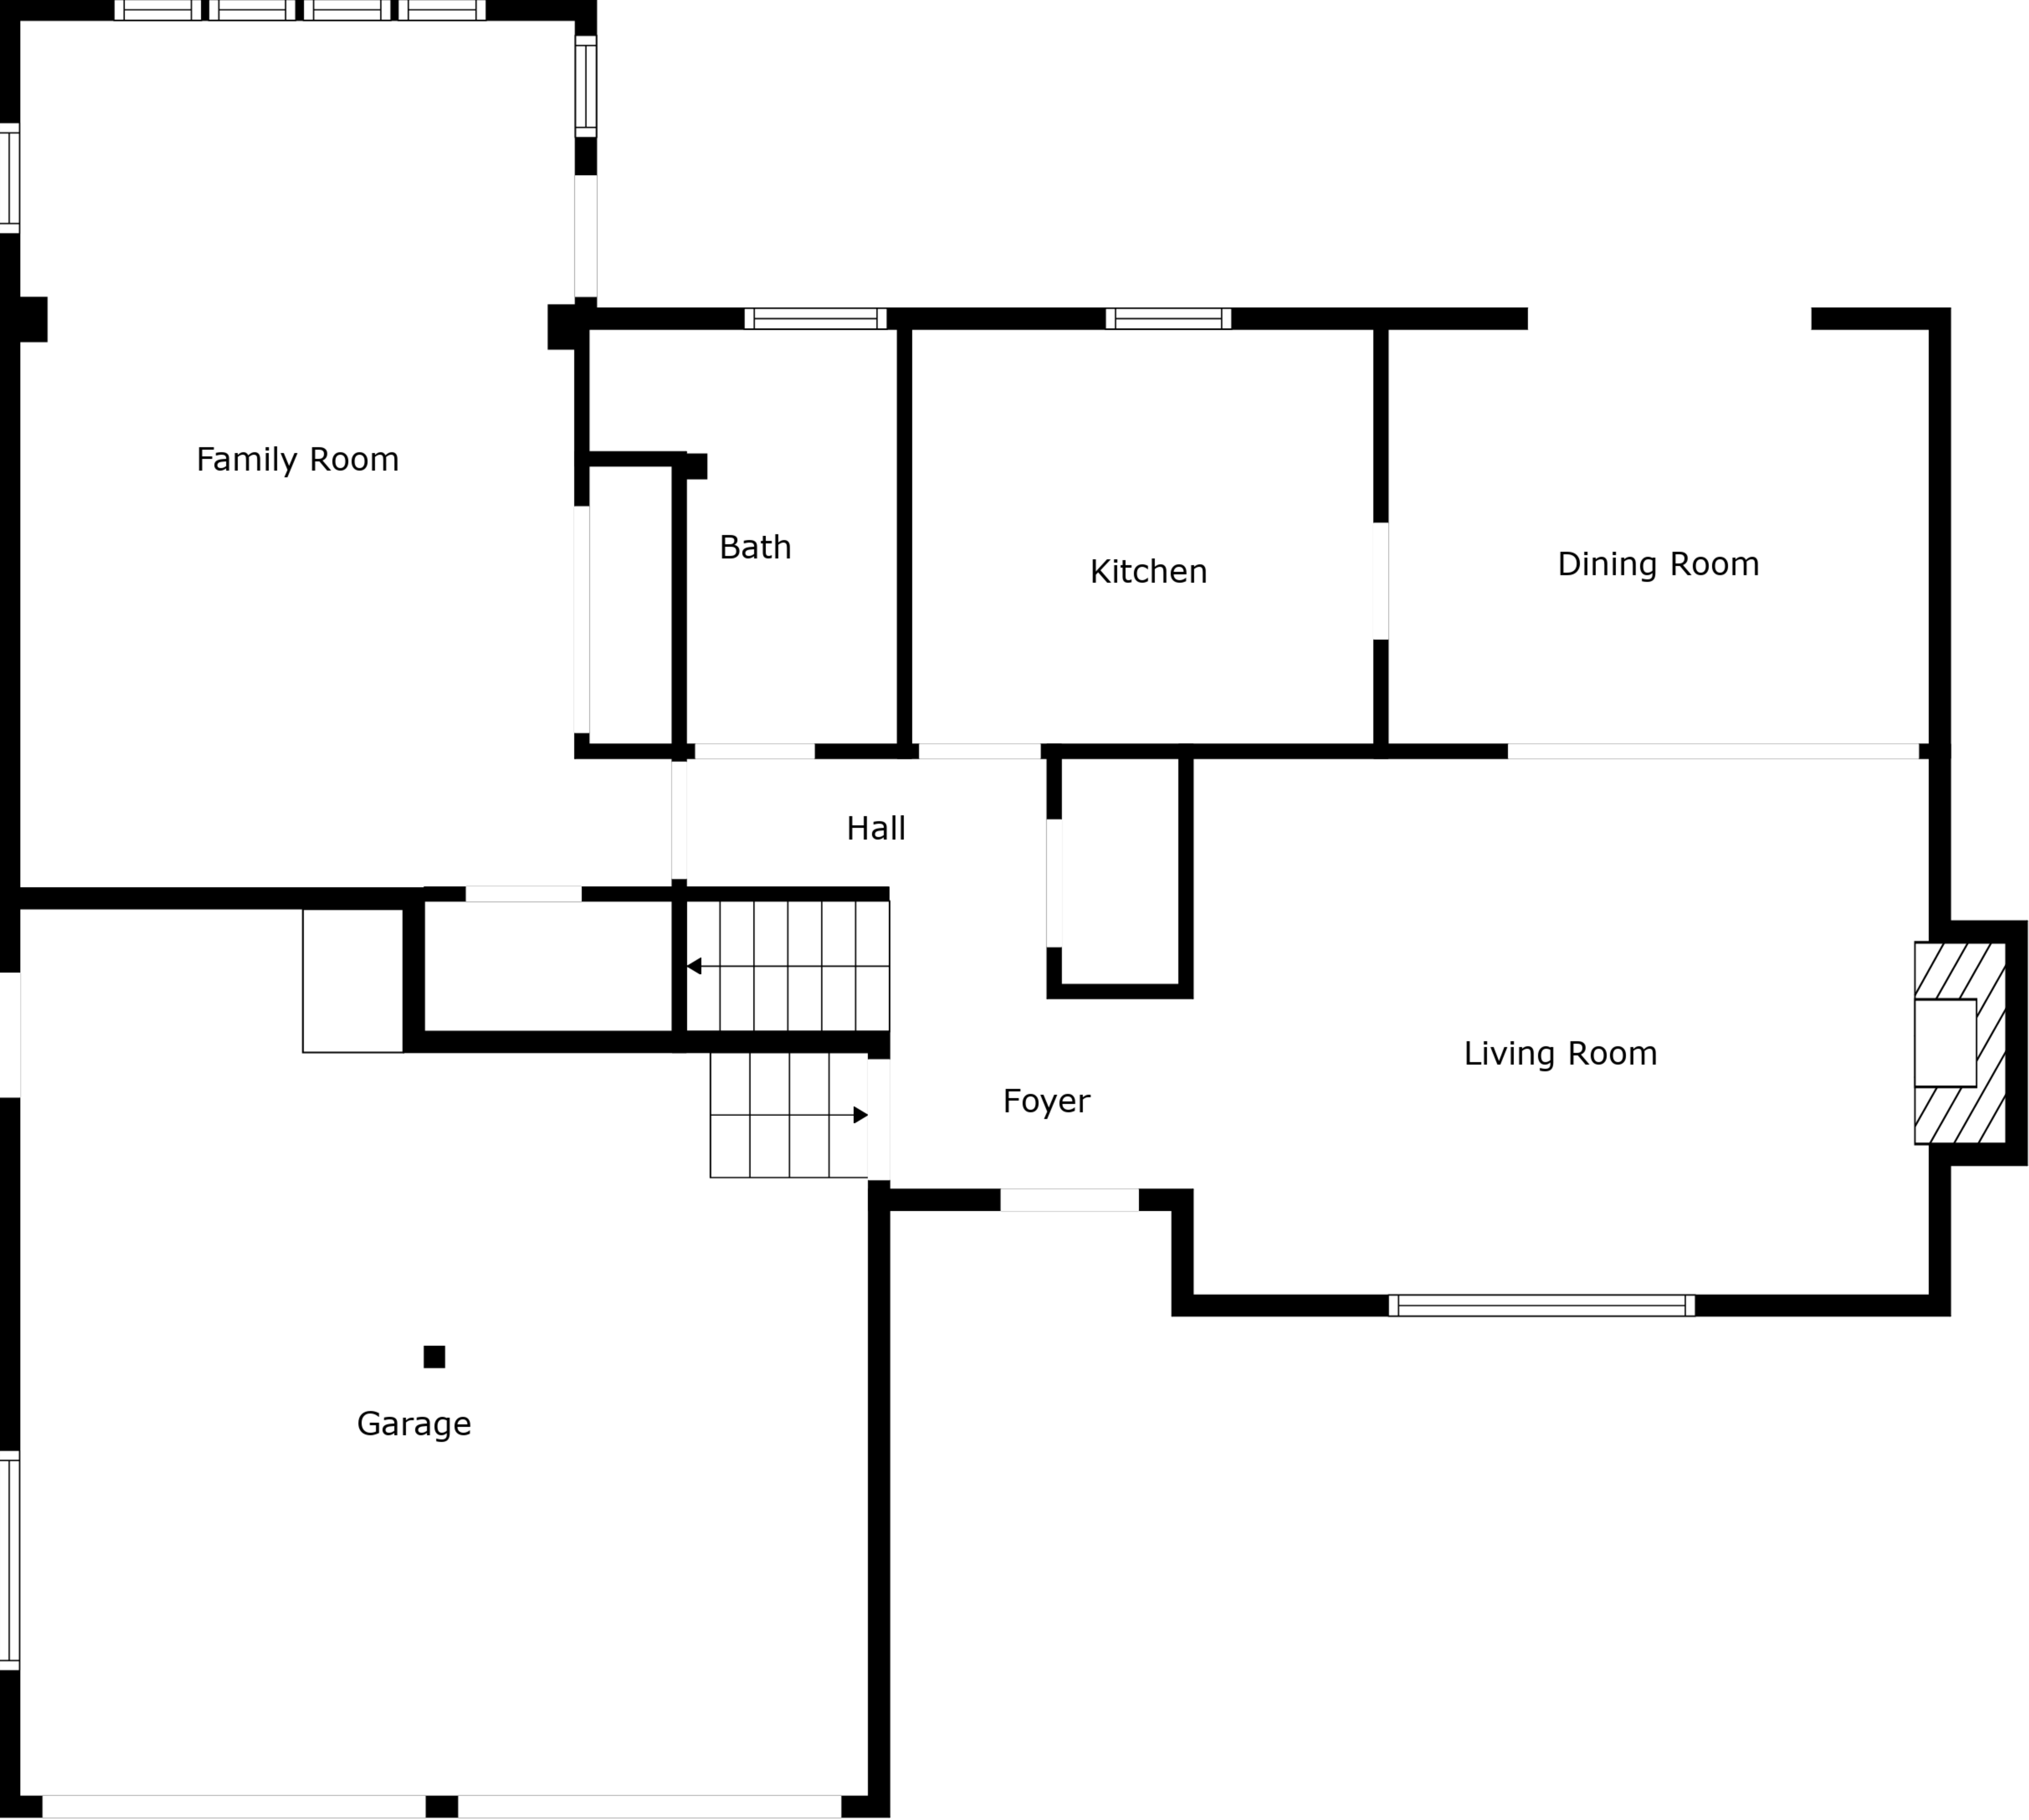 Family Room
Bath
Kitchen
Dining Room
Hall
Living Room
Foyer
Garage